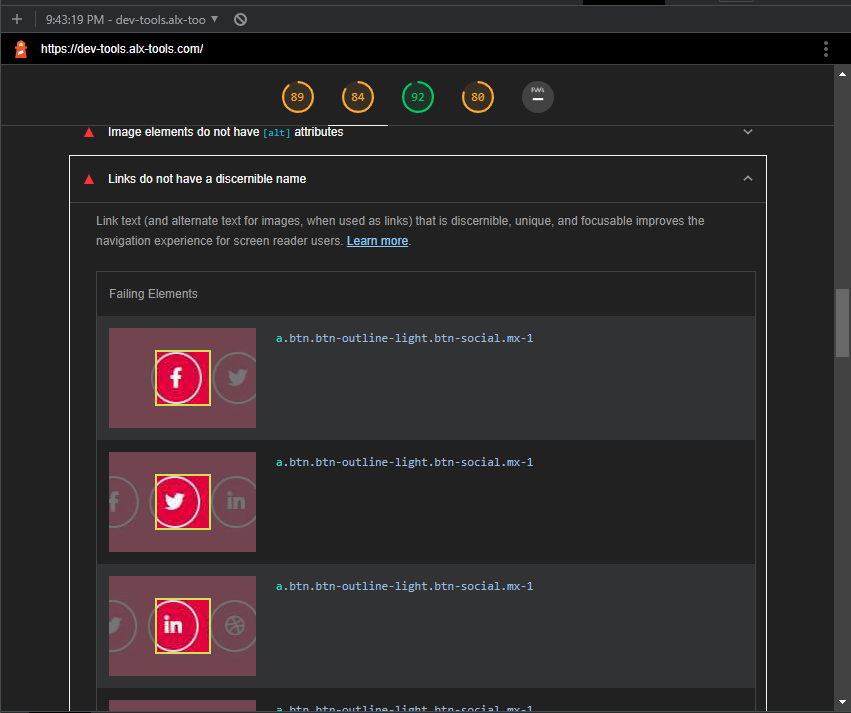 9:43:19 PM - dev-tools.alx-too
https://dev-tools.alx-tools.com/
89 84 92 80 PWA
Image elements do not have [alt] attributes
Links do not have a discernible name
Link text (and alternate text for images, when used as links) that is discernible, unique, and focusable improves the
navigation experience for screen reader users. Learn more.
Failing Elements
a.btn.btn-outline-light.btn-social.mx-1
f
a.btn.btn-outline-light.btn-social.mx-1
f in
a.btn.btn-outline-light.btn-social.mx-1
in
a.btn.btn-outline-light.btn-social.mx-1